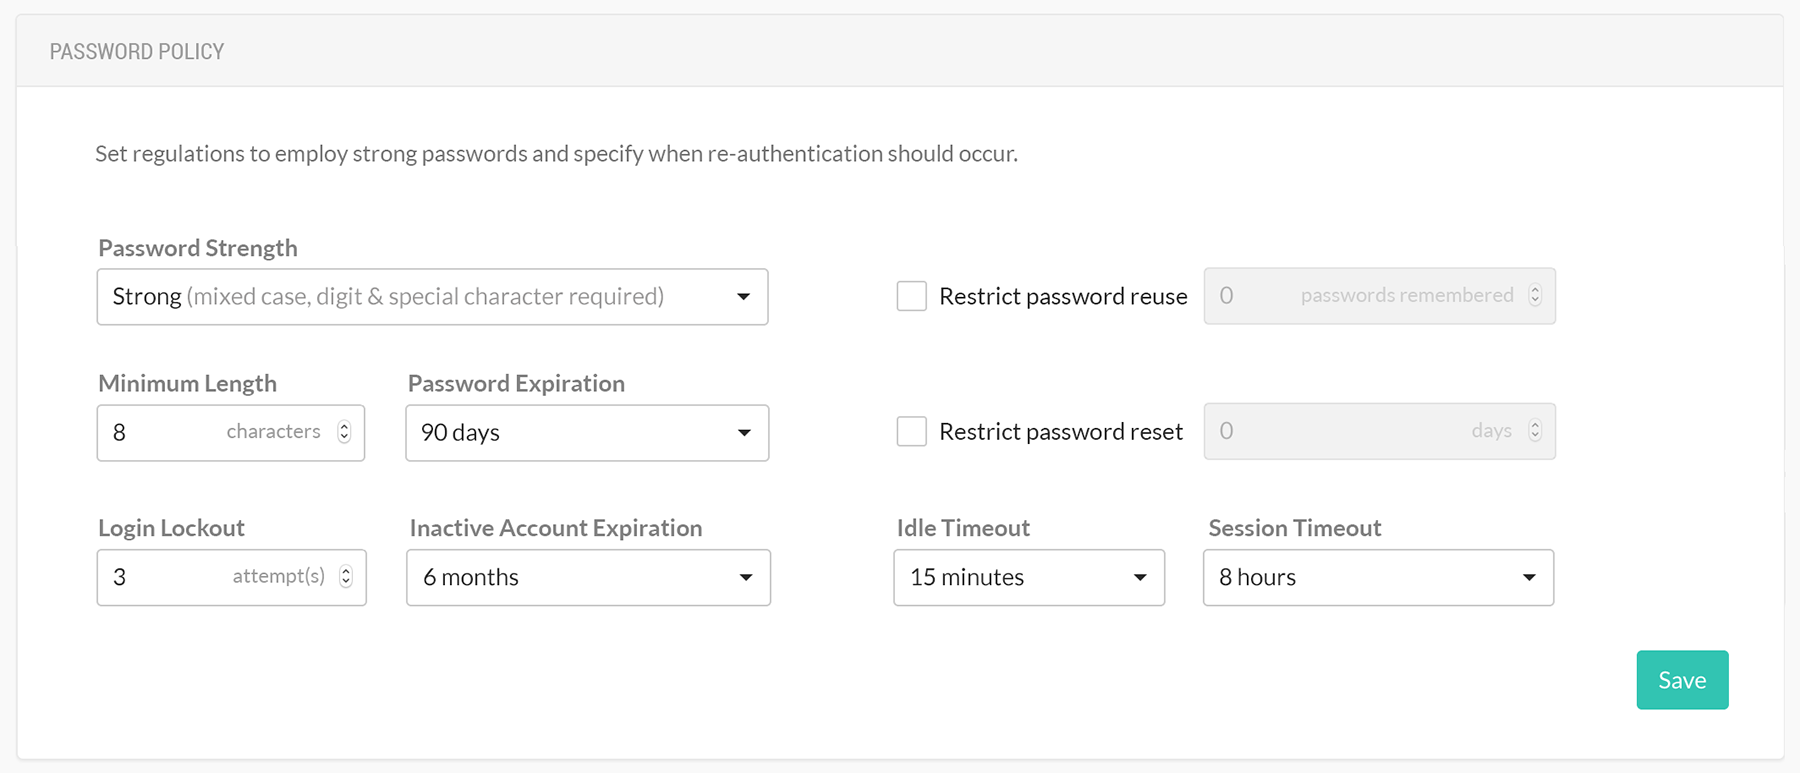 PASSWORD POLICY
Set regulations to employ strong passwords and specify when re-authentication should occur.
Password Strength
Strong (mixed case, digit & special character required)
Restrict password reuse
0 passwords remembered
Minimum Length
Password Expiration
8 characters
90 days
Restrict password reset
0 days
Login Lockout
Inactive Account Expiration
Idle Timeout
Session Timeout
3 attempt(s)
6 months
15 minutes
8 hours
Save